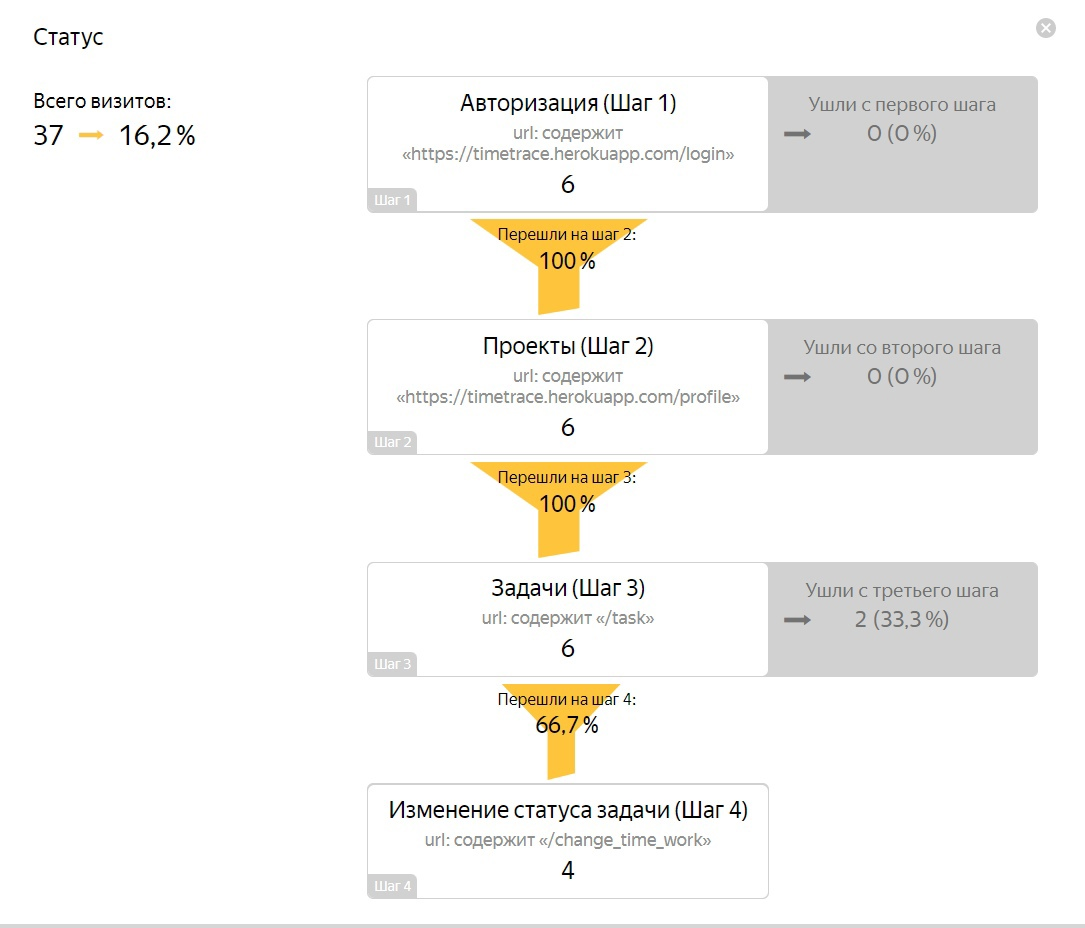 Статус
Всего визитов:
37 16,2 %
Авторизация (Шаг 1)
url: содержит
«https://timetrace.herokuapp.com/login»
6
Шаг 1
Ушли с первого шага
0 (0 %)
Перешли на шаг 2:
100 %
Проекты (Шаг 2)
url: содержит
«https://timetrace.herokuapp.com/profile»
6
Шаг 2
Ушли со второго шага
0 (0 %)
Перешли на шаг 3:
100 %
Задачи (Шаг 3)
url: содержит «/task»
6
Шаг 3
Ушли с третьего шага
2 (33,3 %)
Перешли на шаг 4:
66,7 %
Изменение статуса задачи (Шаг 4)
url: содержит «/change_time_work»
4
Шаг 4